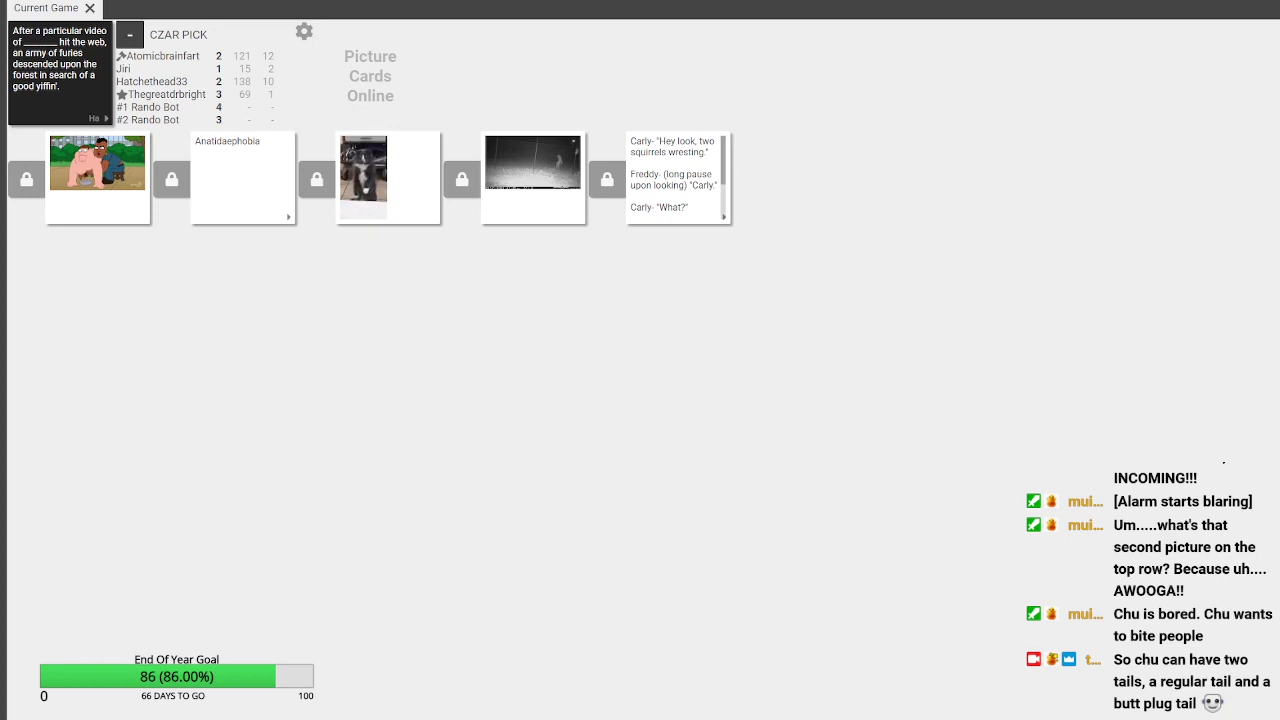 Current Game
After a particular video
of ______ hit the web,
an army of furies
descended upon the
forest in search of a
good yiffin'.
Ha
-
CZAR PICK
Atomicbrainfart 2 121 12
Jiri 1 15 2
Hatchethead33 2 138 10
Thegreatdrbright 3 69 1
#1 Rando Bot 4 - -
#2 Rando Bot 3 - -
Picture
Cards
Online
Anatidaephobia
Carly- "Hey look, two
squirrels wresting."
Freddy- (long pause
upon looking) "Carly."
Carly- "What?"
INCOMING!!!
mui... [Alarm starts blaring]
mui... Um.....what's that
second picture on the
top row? Because uh....
AWOOGA!!
mui... Chu is bored. Chu wants
to bite people
t... So chu can have two
tails, a regular tail and a
butt plug tail
End Of Year Goal
86 (86.00%)
0 66 DAYS TO GO 100